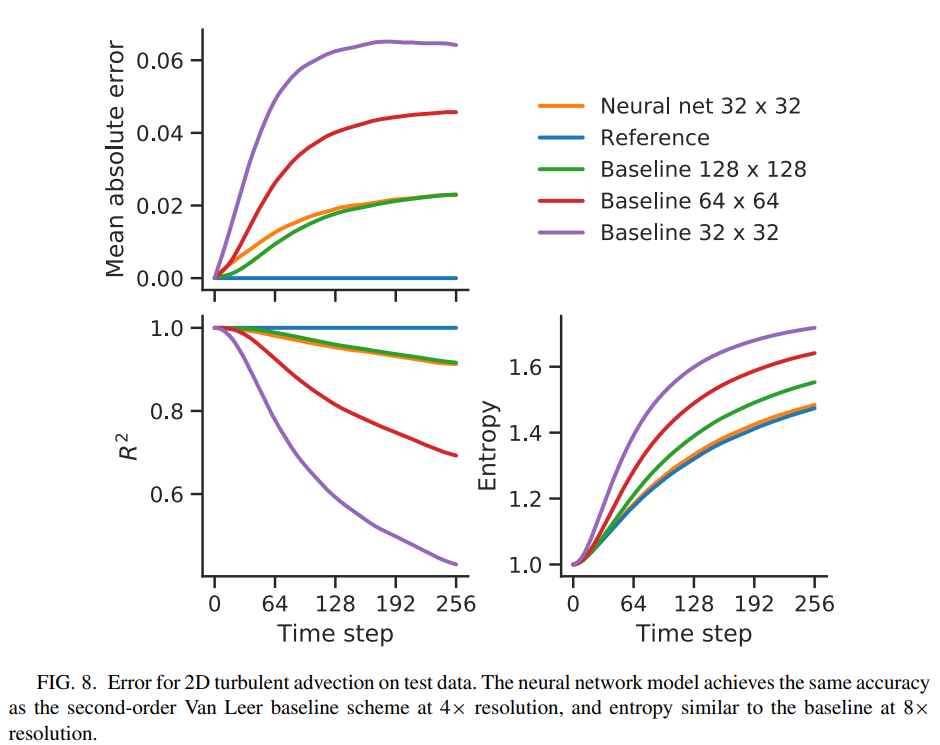 Mean absolute error
0.06
0.04
0.02
0.00
Neural net 32 x 32
Reference
Baseline 128 x 128
Baseline 64 x 64
Baseline 32 x 32
R²
1.0
0.8
0.6
0 64 128 192 256
Time step
Entropy
1.6
1.4
1.2
1.0
0 64 128 192 256
Time step
FIG. 8. Error for 2D turbulent advection on test data. The neural network model achieves the same accuracy
as the second-order Van Leer baseline scheme at 4× resolution, and entropy similar to the baseline at 8×
resolution.